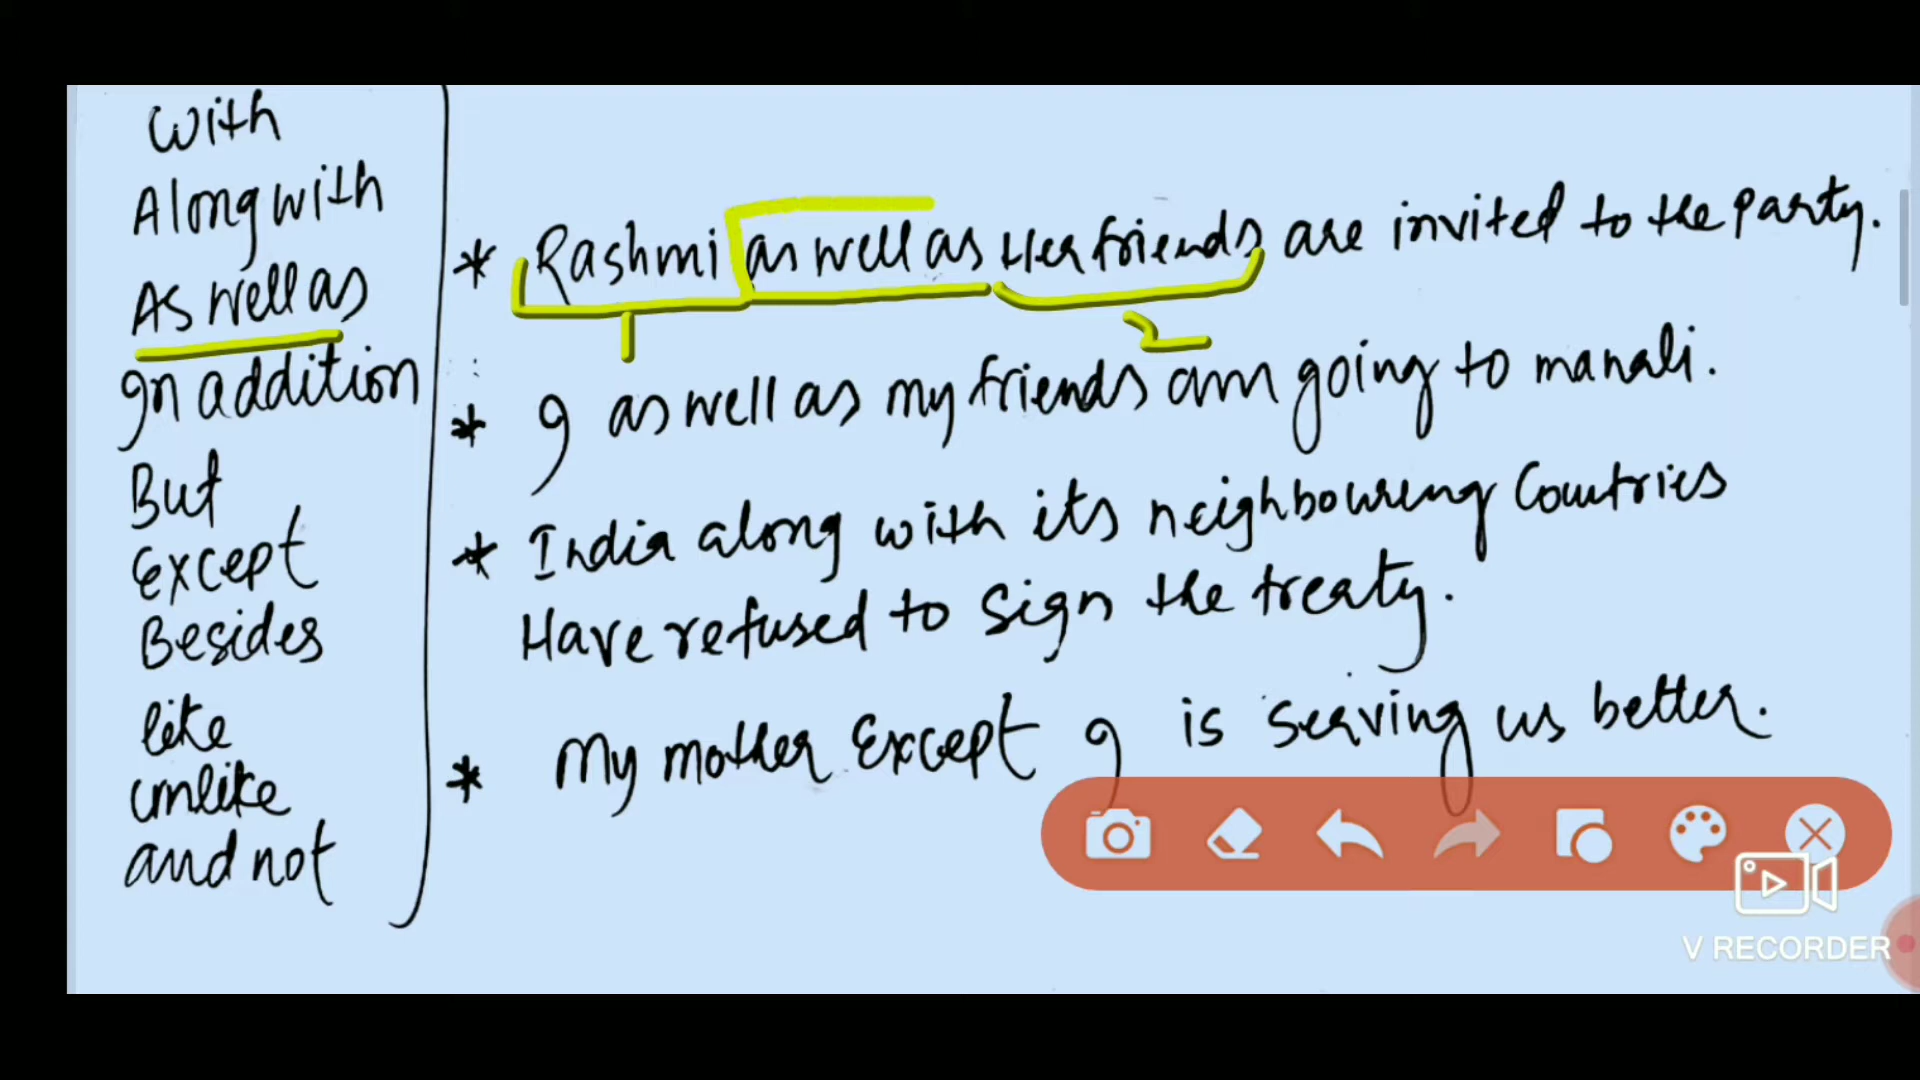 With
Along with
As well as
In addition
But
Except
Besides
like
unlike
and not
* Rashmi as well as Her friends are invited to the party.
1 2
* I as well as my friends am going to manali.
* India along with its neighbouring Countries
Have refused to Sign the treaty.
* My mother Except I is serving us better.
V RECORDER